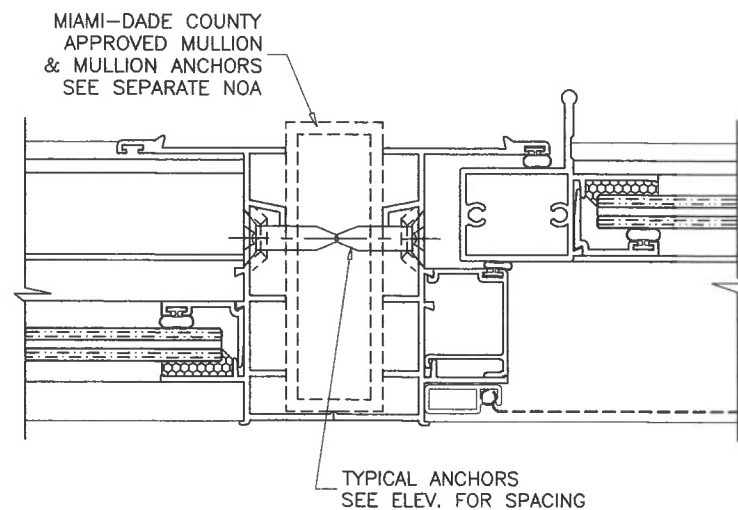 MIAMI-DADE COUNTY
APPROVED MULLION
& MULLION ANCHORS
SEE SEPARATE NOA
TYPICAL ANCHORS
SEE ELEV. FOR SPACING